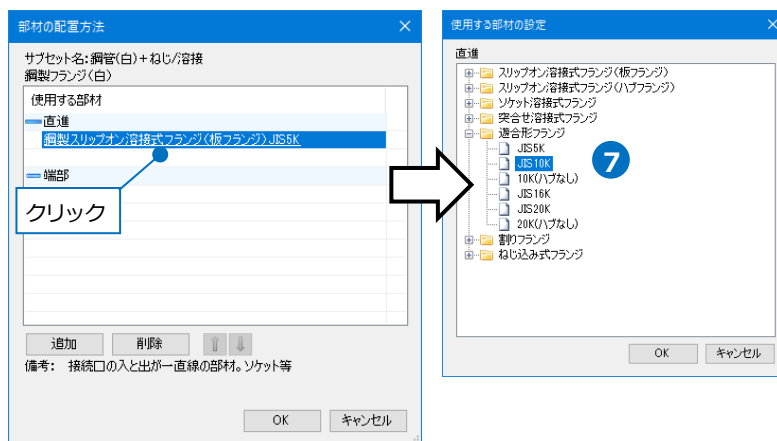 部材の配置方法
サブセット名:鋼管(白)+ねじ/溶接
鋼製フランジ(白)
使用する部材
直進
鋼製スリップオン溶接式フランジ(板フランジ)JIS5K
端部
クリック
追加
削除
備考: 接続口の入と出が一直線の部材。ソケット等
OK
キャンセル
使用する部材の設定
直進
スリップオン溶接式フランジ(板フランジ)
スリップオン溶接式フランジ(ハブフランジ)
ソケット溶接式フランジ
突合せ溶接式フランジ
遊合形フランジ
JIS5K
JIS10K
7
10K(ハブなし)
JIS16K
JIS20K
20K(ハブなし)
割りフランジ
ねじ込み式フランジ
OK
キャンセル